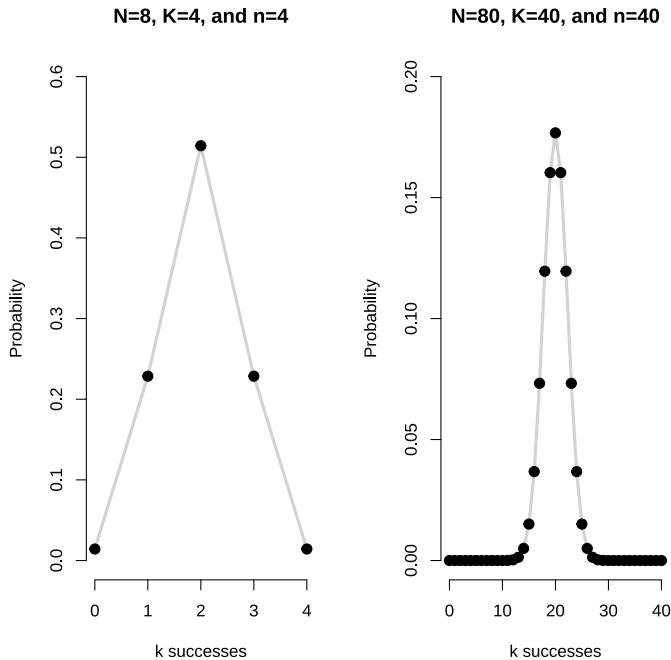 N=8, K=4, and n=4
Probability
0.6
0.5
0.4
0.3
0.2
0.1
0.0
0 1 2 3 4
k successes
N=80, K=40, and n=40
Probability
0.20
0.15
0.10
0.05
0.00
0 10 20 30 40
k successes